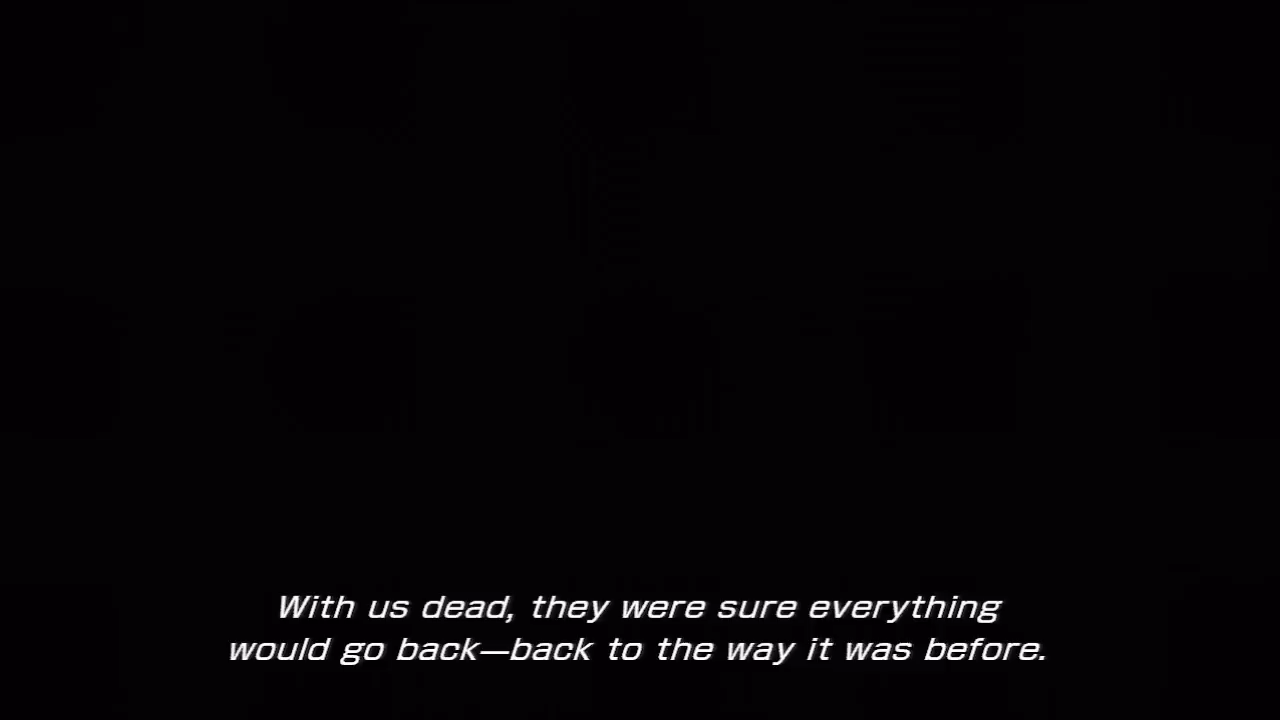 With us dead, they were sure everything
would go back—back to the way it was before.